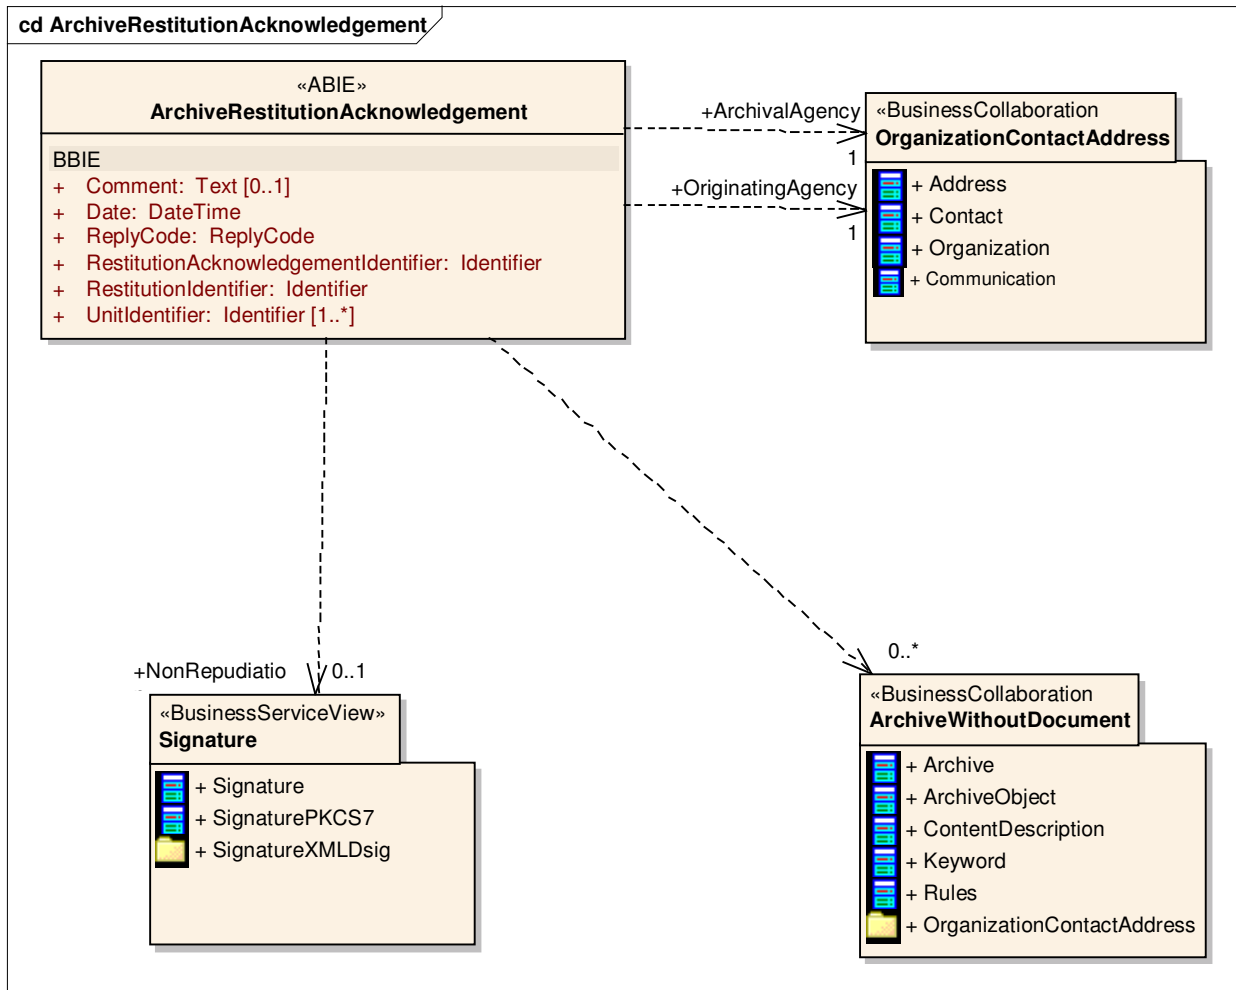 cd ArchiveRestitutionAcknowledgement
«ABIE»
ArchiveRestitutionAcknowledgement
BBIE
+ Comment: Text [0..1]
+ Date: DateTime
+ ReplyCode: ReplyCode
+ RestitutionAcknowledgementIdentifier: Identifier
+ RestitutionIdentifier: Identifier
+ UnitIdentifier: Identifier [1..*]
+ArchivalAgency
1
+OriginatingAgency
1
«BusinessCollaboration
OrganizationContactAddress
+ Address
+ Contact
+ Organization
+ Communication
+NonRepudiatio
0..1
«BusinessServiceView»
Signature
+ Signature
+ SignaturePKCS7
+ SignatureXMLDsig
0..*
«BusinessCollaboration
ArchiveWithoutDocument
+ Archive
+ ArchiveObject
+ ContentDescription
+ Keyword
+ Rules
+ OrganizationContactAddress